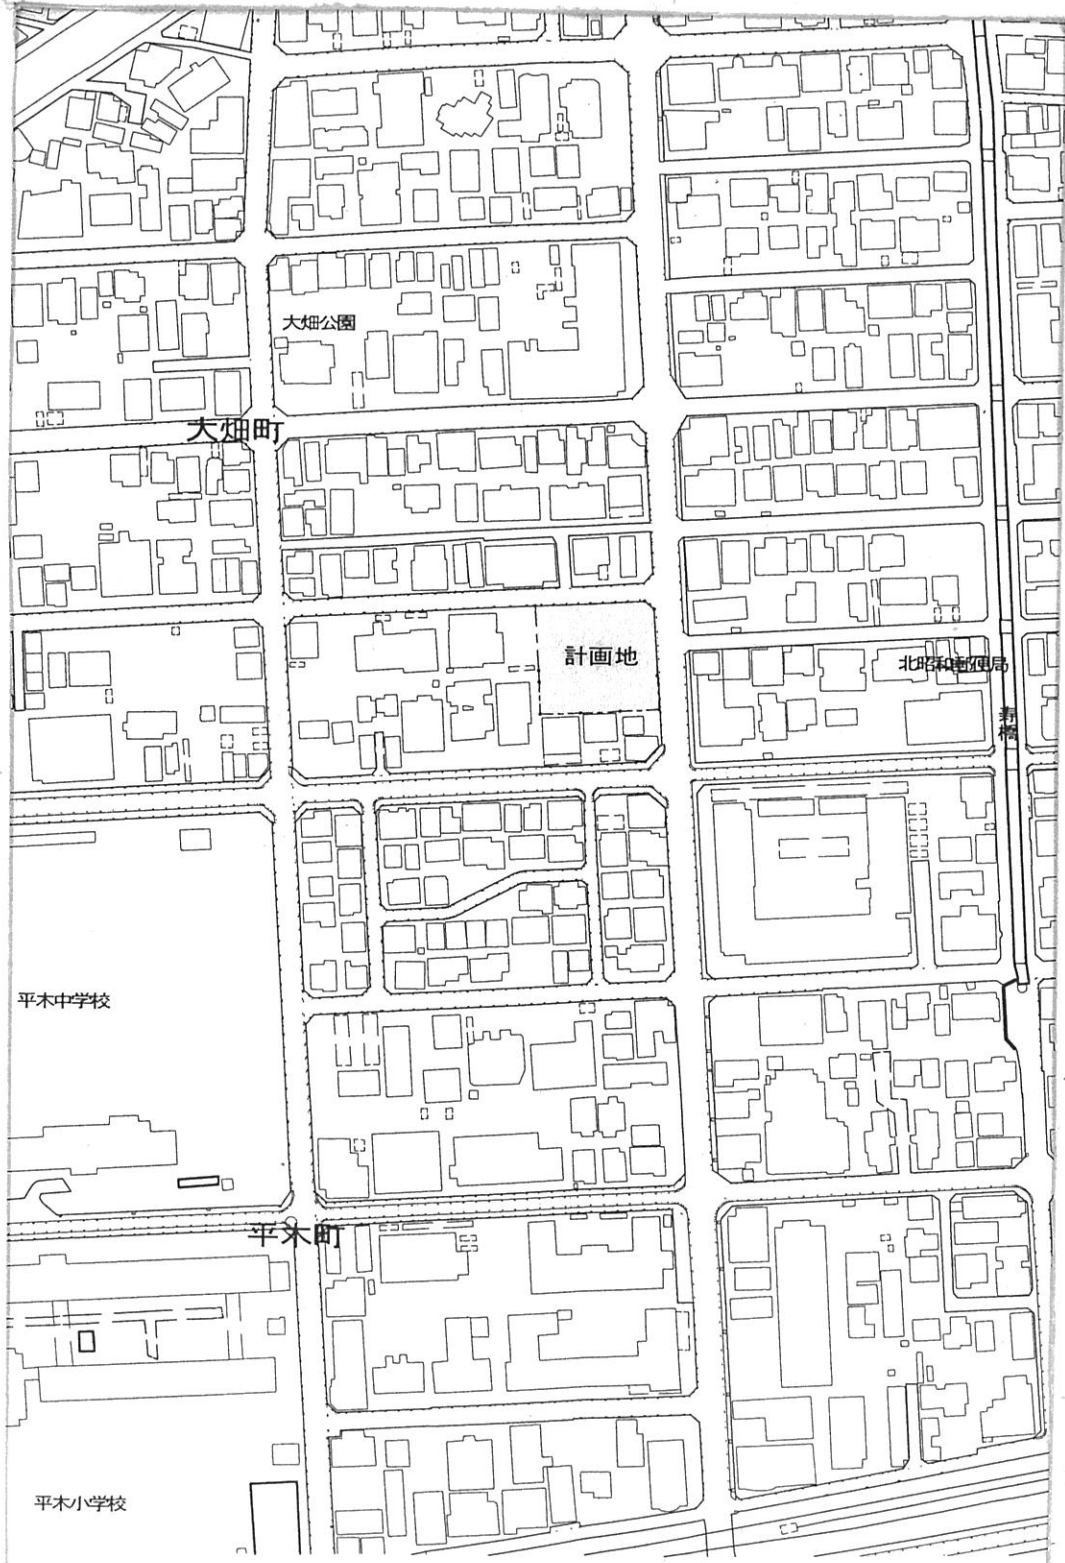 大畑公園
大畑町
計画地
北昭和郵便局
寿橋
平木中学校
平木町
平木小学校